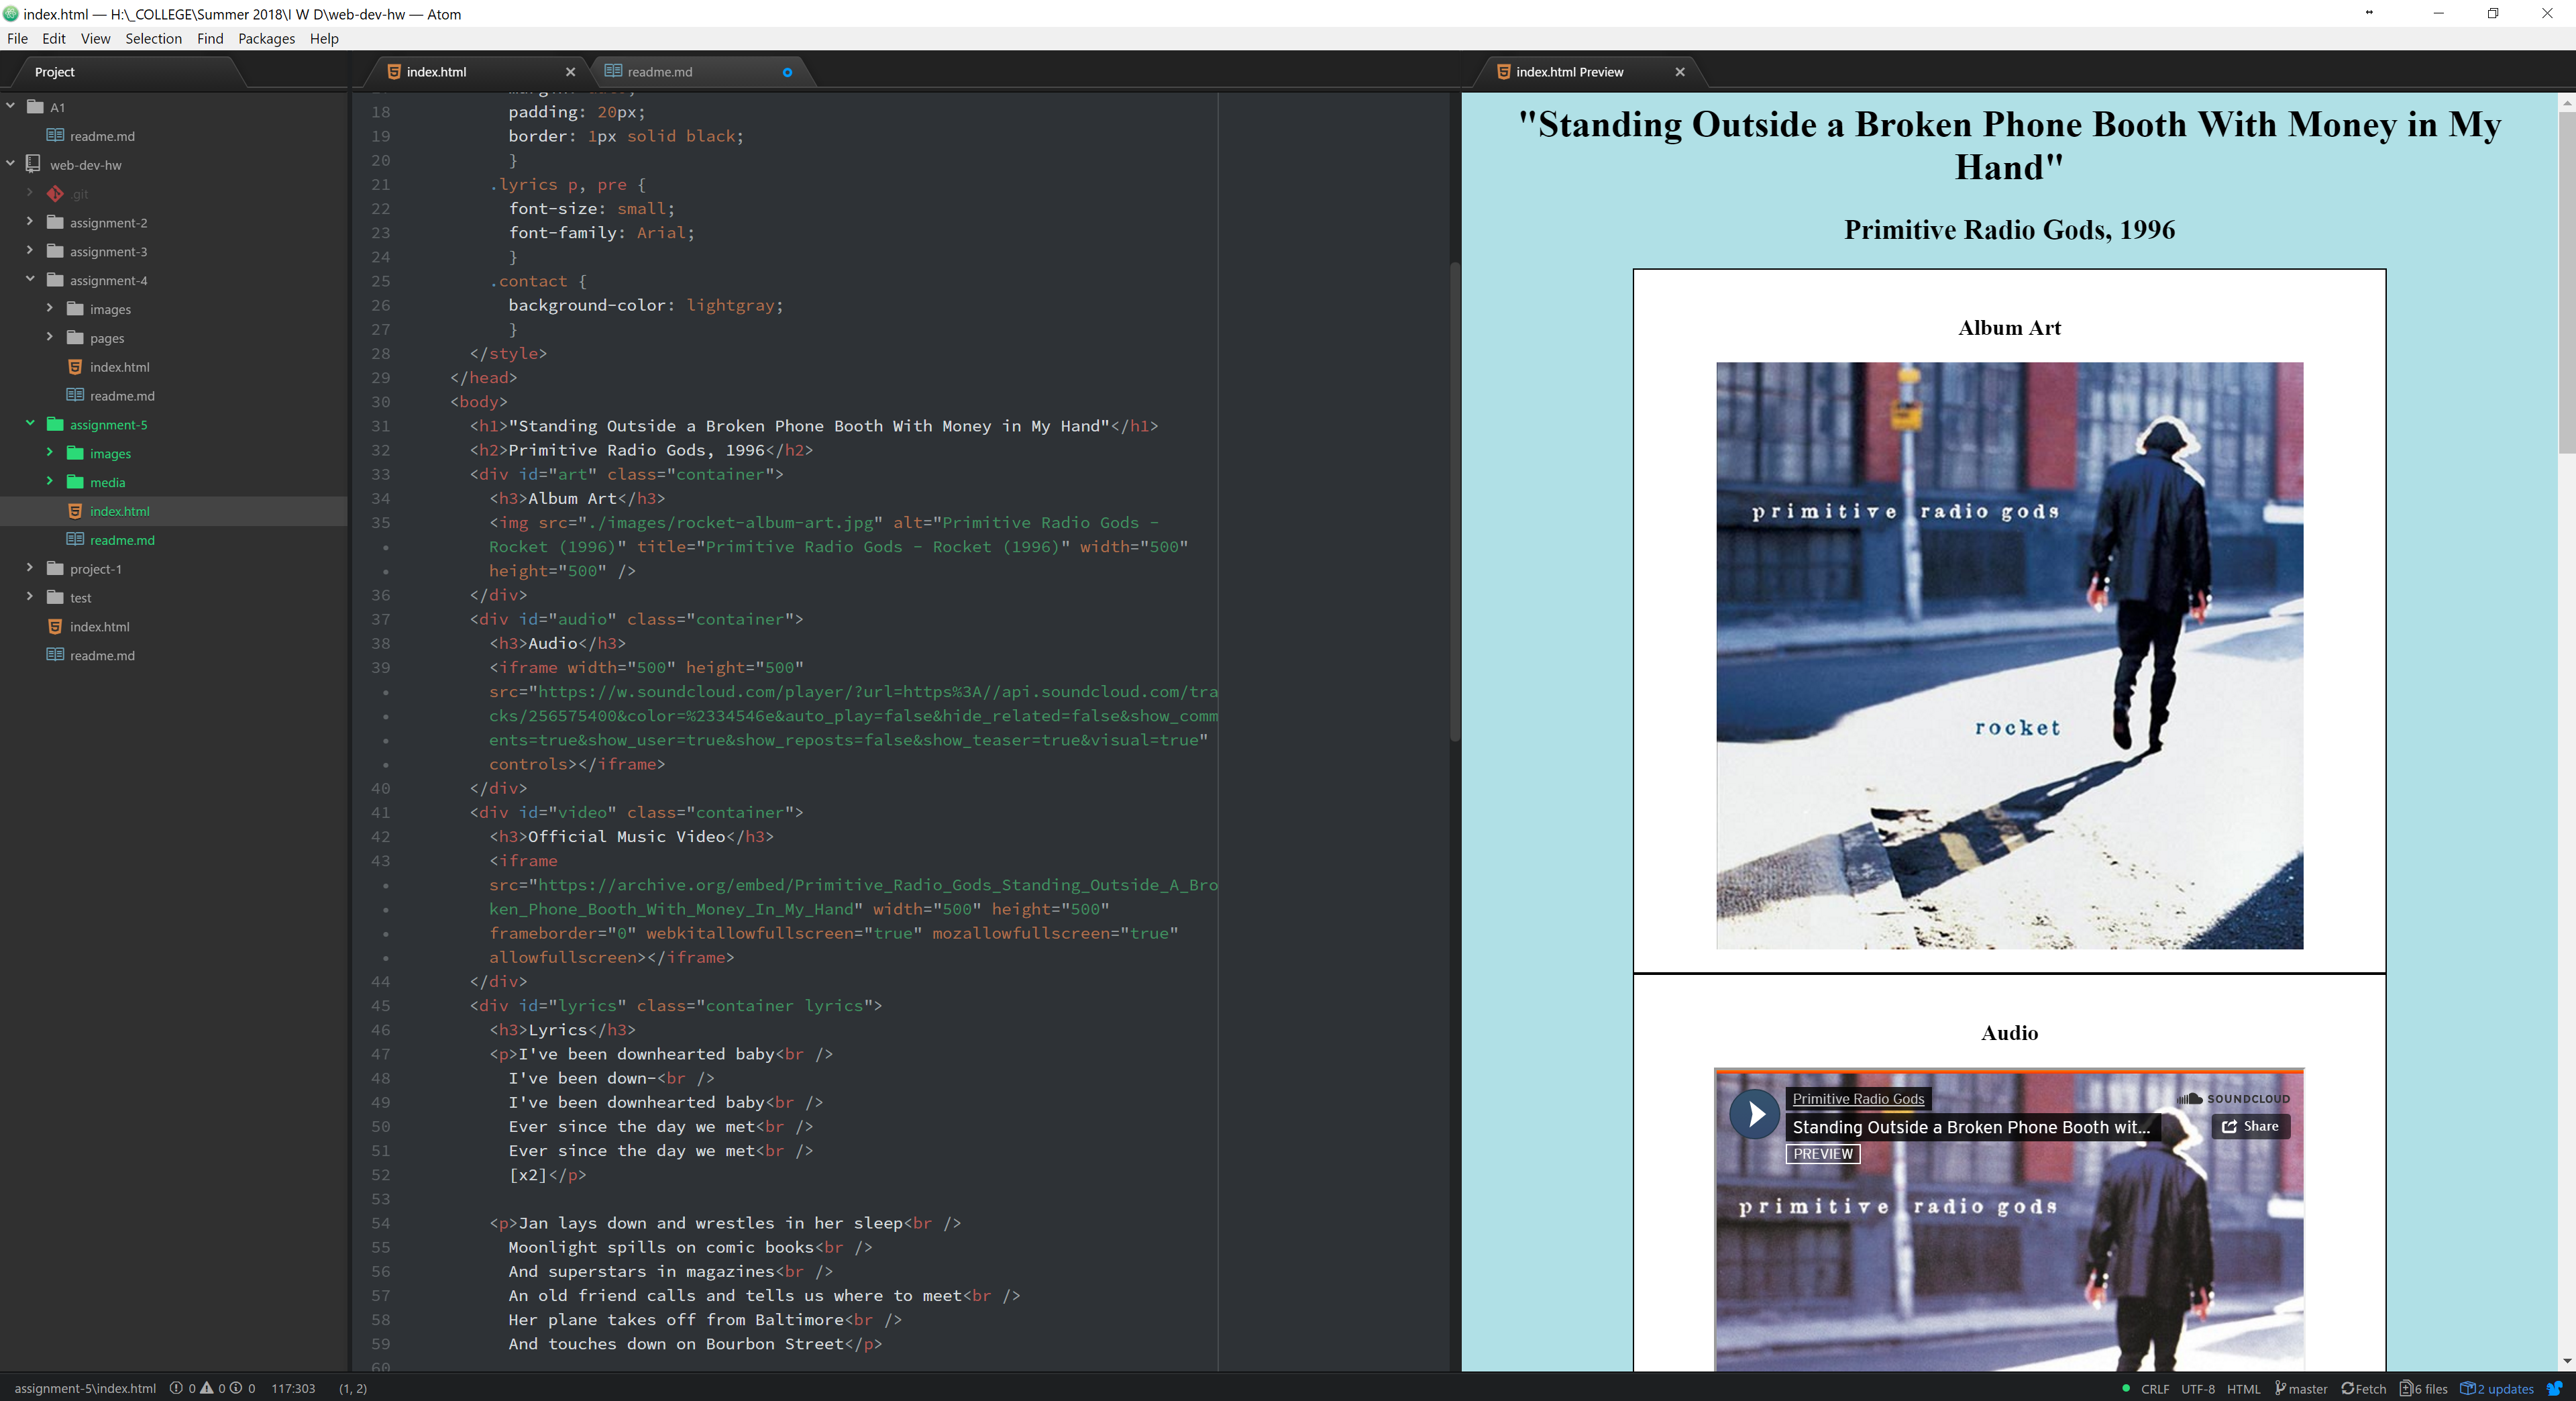 index.html — H:\_COLLEGE\Summer 2018\I W D\web-dev-hw — Atom
File Edit View Selection Find Packages Help
Project
A1
readme.md
web-dev-hw
.git
assignment-2
assignment-3
assignment-4
images
pages
index.html
readme.md
assignment-5
images
media
index.html
readme.md
project-1
test
index.html
readme.md
index.html
readme.md
18 padding: 20px;
19 border: 1px solid black;
20 }
21 .lyrics p, pre {
22 font-size: small;
23 font-family: Arial;
24 }
25 .contact {
26 background-color: lightgray;
27 }
28 </style>
29 </head>
30 <body>
31 <h1>"Standing Outside a Broken Phone Booth With Money in My Hand"</h1>
32 <h2>Primitive Radio Gods, 1996</h2>
33 <div id="art" class="container">
34 <h3>Album Art</h3>
35 <img src="./images/rocket-album-art.jpg" alt="Primitive Radio Gods -
Rocket (1996)" title="Primitive Radio Gods - Rocket (1996)" width="500"
height="500" />
36 </div>
37 <div id="audio" class="container">
38 <h3>Audio</h3>
39 <iframe width="500" height="500"
src="https://w.soundcloud.com/player/?url=https%3A//api.soundcloud.com/tra
cks/256575400&color=%2334546e&auto_play=false&hide_related=false&show_comm
ents=true&show_user=true&show_reposts=false&show_teaser=true&visual=true"
controls></iframe>
40 </div>
41 <div id="video" class="container">
42 <h3>Official Music Video</h3>
43 <iframe
src="https://archive.org/embed/Primitive_Radio_Gods_Standing_Outside_A_Bro
ken_Phone_Booth_With_Money_In_My_Hand" width="500" height="500"
frameborder="0" webkitallowfullscreen="true" mozallowfullscreen="true"
allowfullscreen></iframe>
44 </div>
45 <div id="lyrics" class="container lyrics">
46 <h3>Lyrics</h3>
47 <p>I've been downhearted baby<br />
48 I've been down-<br />
49 I've been downhearted baby<br />
50 Ever since the day we met<br />
51 Ever since the day we met<br />
52 [x2]</p>
53
54 <p>Jan lays down and wrestles in her sleep<br />
55 Moonlight spills on comic books<br />
56 And superstars in magazines<br />
57 An old friend calls and tells us where to meet<br />
58 Her plane takes off from Baltimore<br />
59 And touches down on Bourbon Street</p>
60
index.html Preview
"Standing Outside a Broken Phone Booth With Money in My
Hand"
Primitive Radio Gods, 1996
Album Art
primitive radio gods
rocket
Audio
Primitive Radio Gods
SOUNDCLOUD
Standing Outside a Broken Phone Booth wit...
Share
PREVIEW
primitive radio gods
assignment-5\index.html 0 0 0 117:303 (1, 2)
CRLF UTF-8 HTML master Fetch 6 files 2 updates